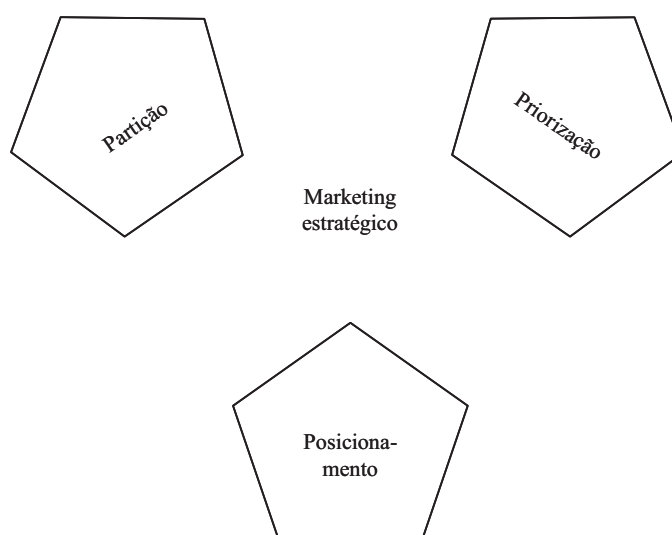 Partição
Priorização
Marketing
estratégico
Posiciona-
mento